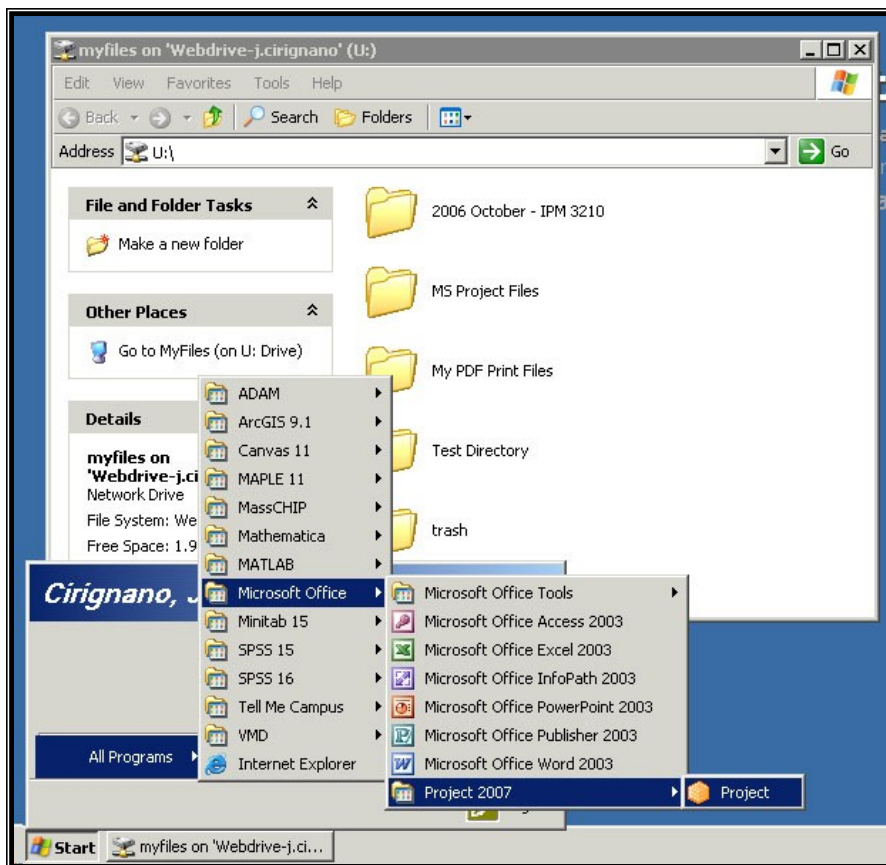 myfiles on 'Webdrive-j.cirignano' (U:)
Edit View Favorites Tools Help
Back Search Folders
Address U:\ Go
File and Folder Tasks
Make a new folder
Other Places
Go to MyFiles (on U: Drive)
Details
myfiles on
'Webdrive-j.ci
Network Drive
File System: We
Free Space: 1.9
2006 October - IPM 3210
MS Project Files
My PDF Print Files
Test Directory
trash
Cirignano, J
All Programs
ADAM
ArcGIS 9.1
Canvas 11
MAPLE 11
MassCHIP
Mathematica
MATLAB
Microsoft Office
Minitab 15
SPSS 15
SPSS 16
Tell Me Campus
VMD
Internet Explorer
Microsoft Office Tools
Microsoft Office Access 2003
Microsoft Office Excel 2003
Microsoft Office InfoPath 2003
Microsoft Office PowerPoint 2003
Microsoft Office Publisher 2003
Microsoft Office Word 2003
Project 2007
Project
Start myfiles on 'Webdrive-j.ci...